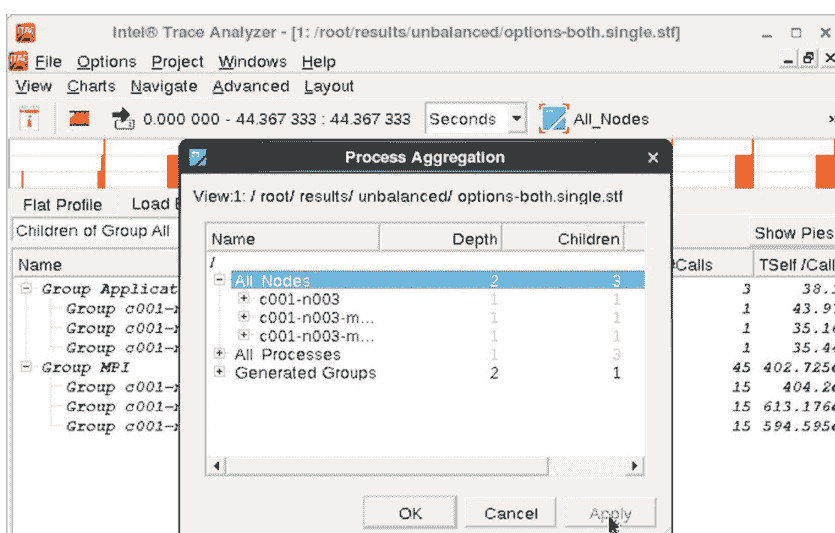 Intel® Trace Analyzer - [1: /root/results/unbalanced/options-both.single.stf]
File Options Project Windows Help
View Charts Navigate Advanced Layout
0.000 000 - 44.367 333 : 44.367 333 Seconds All_Nodes
Process Aggregation
View:1: / root/ results/ unbalanced/ options-both.single.stf
Flat Profile Load
Children of Group All Show Pies
Name Depth Children
Name #Calls TSelf /Call
/
All_Nodes 2 3
Group Applicat 3 38.
c001-n003 1 1
Group c001- 1 43.9
c001-n003-m... 1 1
Group c001- 1 35.1
c001-n003-m... 1 1
Group c001- 1 35.4
All_Processes 1 3
Group MPI 45 402.725
Generated Groups 2 1
Group c001- 15 404.2
Group c001- 15 613.176
Group c001- 15 594.595
OK Cancel Apply